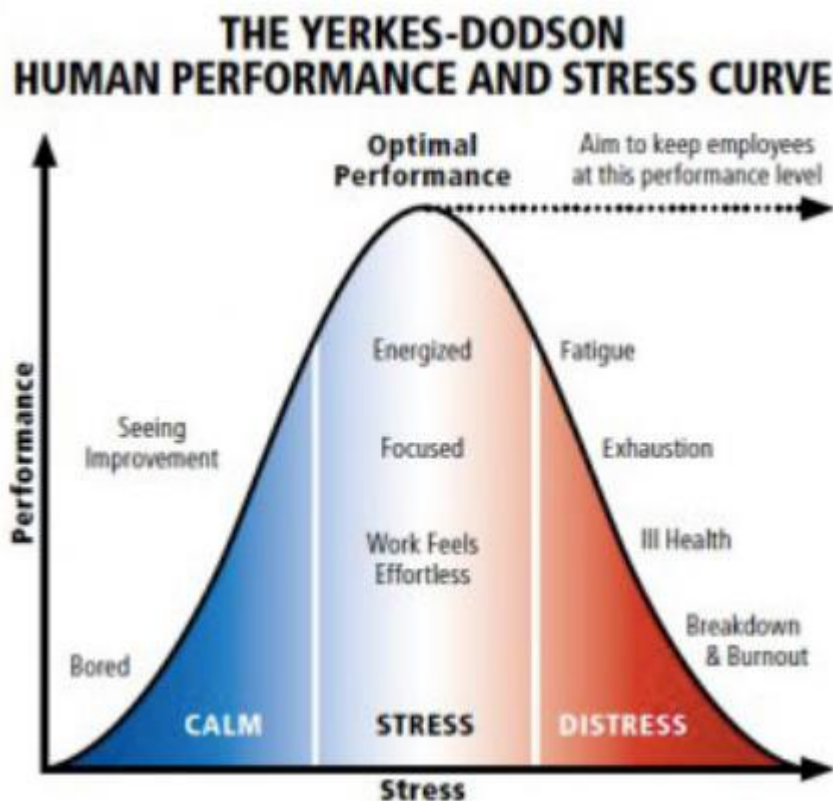 THE YERKES-DODSON
HUMAN PERFORMANCE AND STRESS CURVE
Optimal
Performance
Aim to keep employees
at this performance level
Performance
Energized
Fatigue
Seeing
Improvement
Focused
Exhaustion
Work Feels
Effortless
Ill Health
Bored
Breakdown
& Burnout
CALM
STRESS
DISTRESS
Stress